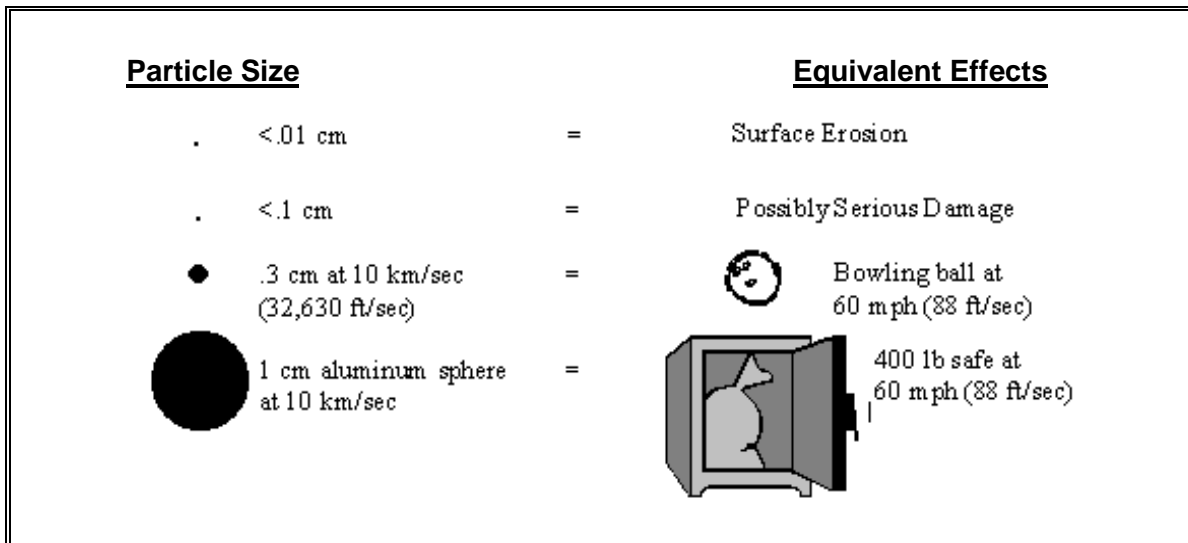 Particle Size Equivalent Effects
<.01 cm = Surface Erosion
<.1 cm = Possibly Serious Damage
.3 cm at 10 km/sec = Bowling ball at
(32,630 ft/sec) 60 mph (88 ft/sec)
1 cm aluminum sphere = 400 lb safe at
at 10 km/sec 60 mph (88 ft/sec)